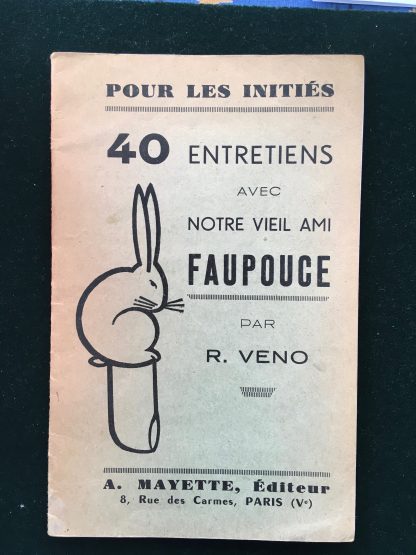 POUR LES INITIÉS
40 ENTRETIENS
AVEC
NOTRE VIEIL AMI
FAUPOUCE
PAR
R. VENO
A. MAYETTE, Éditeur
8, Rue des Carmes, PARIS (Vᵉ)